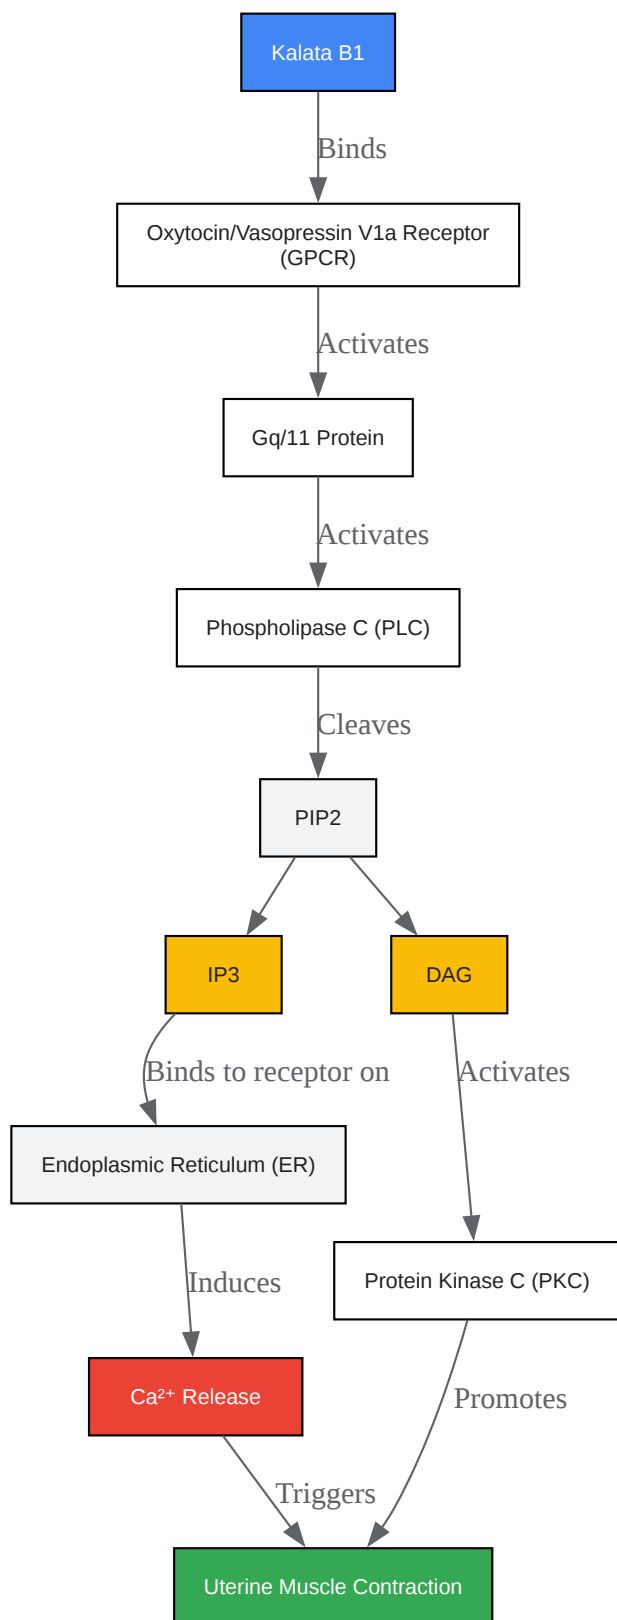 Kalata B1
Binds
Oxytocin/Vasopressin V1a Receptor
(GPCR)
Activates
Gq/11 Protein
Activates
Phospholipase C (PLC)
Cleaves
PIP2
IP3
DAG
Binds to receptor on
Activates
Endoplasmic Reticulum (ER)
Induces
Protein Kinase C (PKC)
Ca²⁺ Release
Promotes
Triggers
Uterine Muscle Contraction